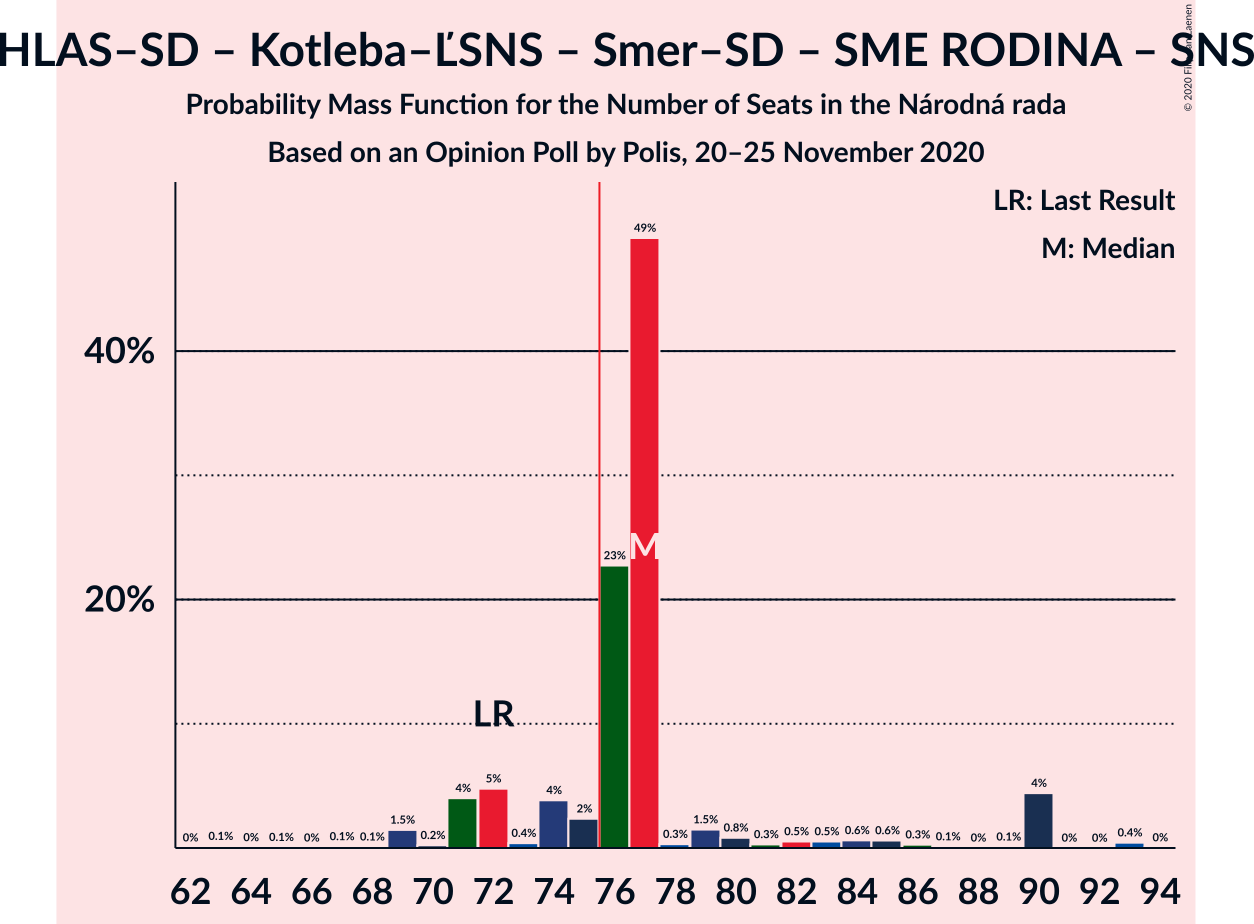 HLAS–SD – Kotleba–ĽSNS – Smer–SD – SME RODINA – SNS
Probability Mass Function for the Number of Seats in the Národná rada
Based on an Opinion Poll by Polis, 20–25 November 2020
© 2020 Filip van Laenen
LR: Last Result
M: Median
49%
40%
23%
M
20%
LR
0% 0.1% 0% 0.1% 0% 0.1% 0.1% 1.5% 0.2% 4% 5% 0.4% 4% 2% 0.3% 1.5% 0.8% 0.3% 0.5% 0.5% 0.6% 0.6% 0.3% 0.1% 0% 0.1% 4% 0% 0% 0.4% 0%
62 64 66 68 70 72 74 76 78 80 82 84 86 88 90 92 94